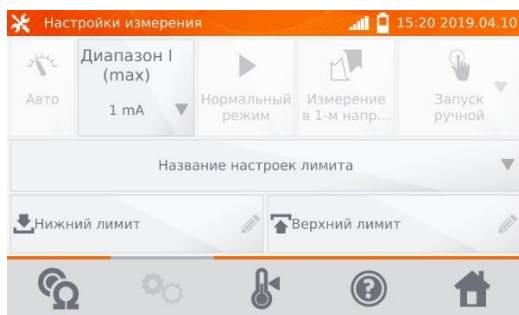 Настройки измерения 15:20 2019.04.10
Диапазон I
(max)
1 mA
Авто
Нормальный
режим
Измерение
в 1-м напр...
Запуск
ручной
Название настроек лимита
Нижний лимит
Верхний лимит